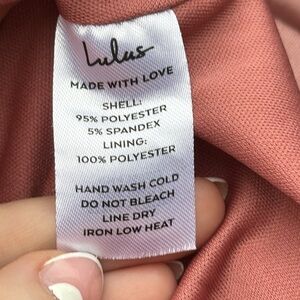 Lulus
MADE WITH LOVE
SHELL:
95% POLYESTER
5% SPANDEX
LINING:
100% POLYESTER
HAND WASH COLD
DO NOT BLEACH
LINE DRY
IRON LOW HEAT